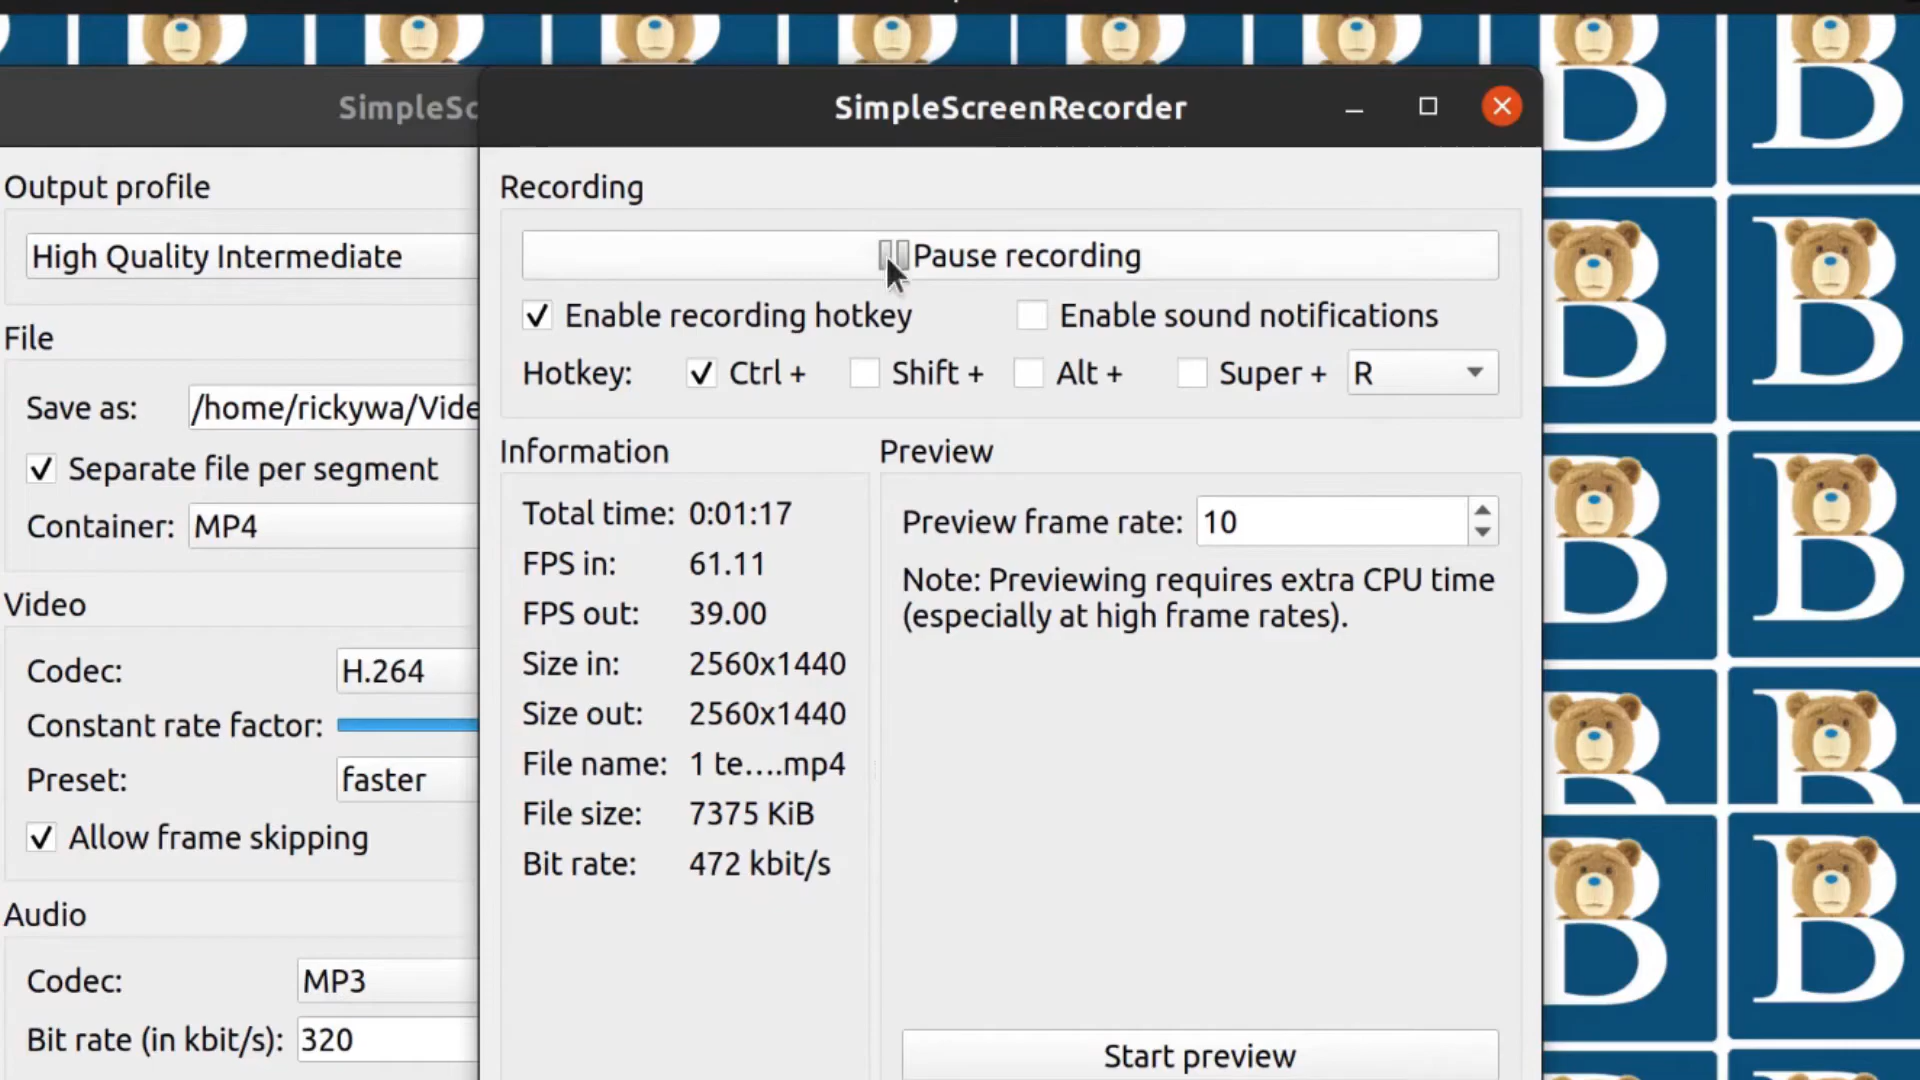 SimpleSc
SimpleScreenRecorder
Output profile
High Quality Intermediate
File
Save as: /home/rickywa/Vide
Separate file per segment
Container: MP4
Video
Codec: H.264
Constant rate factor:
Preset: faster
Allow frame skipping
Audio
Codec: MP3
Bit rate (in kbit/s): 320
Recording
Pause recording
Enable recording hotkey Enable sound notifications
Hotkey: Ctrl + Shift + Alt + Super + R
Information
Total time: 0:01:17
FPS in: 61.11
FPS out: 39.00
Size in: 2560x1440
Size out: 2560x1440
File name: 1 te....mp4
File size: 7375 KiB
Bit rate: 472 kbit/s
Preview
Preview frame rate: 10
Note: Previewing requires extra CPU time
(especially at high frame rates).
Start preview
B B
B B
B B
B B
B B